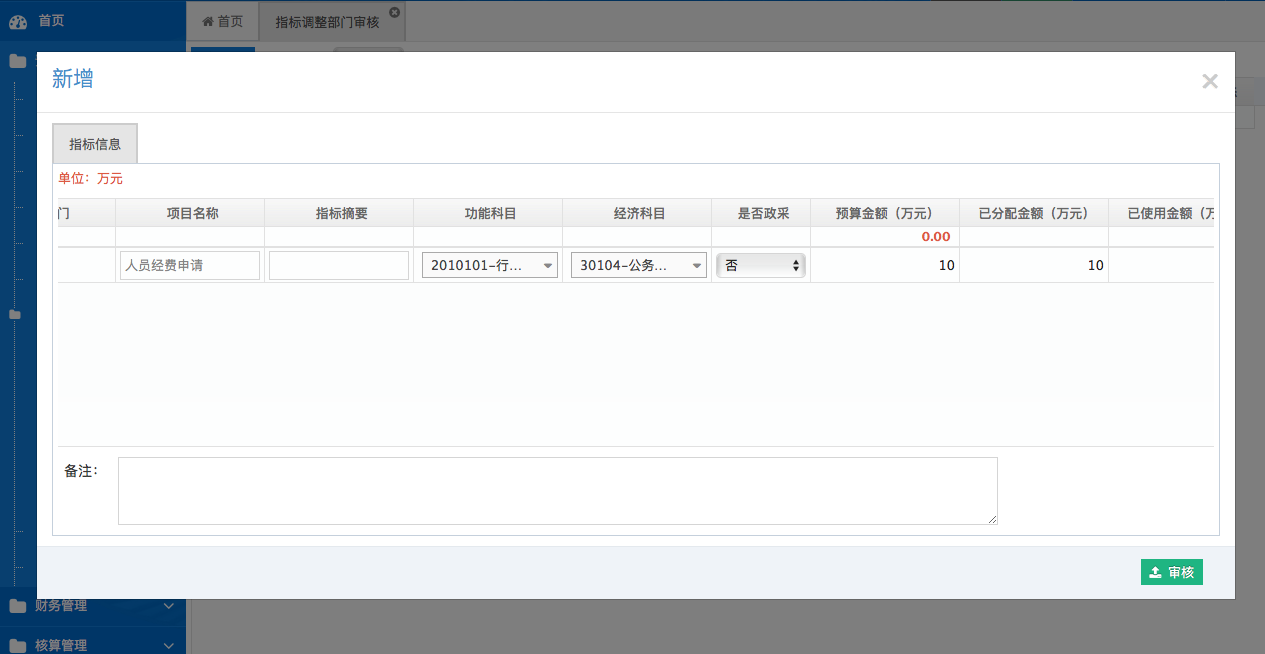 首页
首页
指标调整部门审核
新增
指标信息
单位：万元
门 项目名称 指标摘要 功能科目 经济科目 是否政采 预算金额（万元） 已分配金额（万元） 已使用金额（万
0.00
人员经费申请 2010101-行... 30104-公务... 否 10 10
备注：
审核
财务管理
核算管理